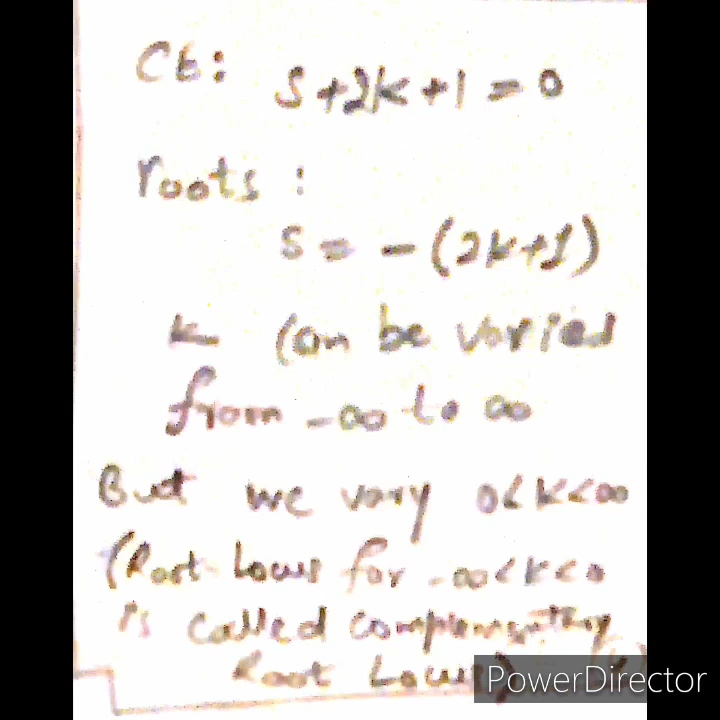 CE:
S+2K+1=0
roots:
S= -(2K+1)
K can be varied
from -∞ to ∞
But we vary 0<K<∞
(Root Locus for -∞<K<0
is called complementary
Root Locus)
PowerDirector